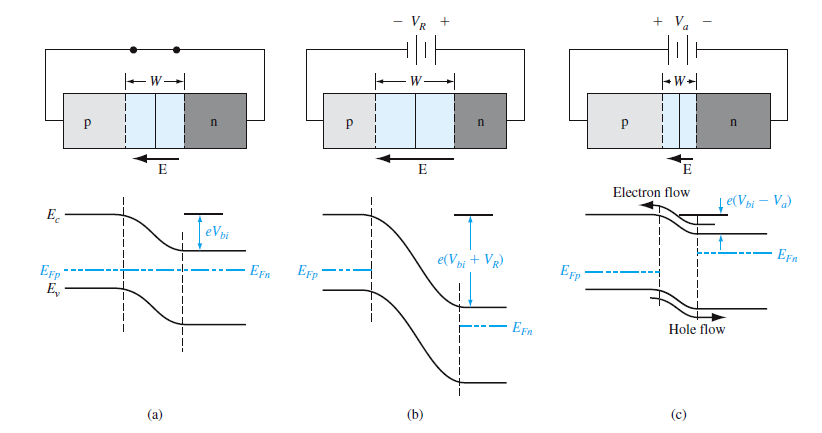 − V_R +
+ V_a −
W
W
W
p
n
p
n
p
n
E
E
E
Electron flow
e(V_bi − V_a)
E_c
eV_bi
e(V_bi + V_R)
E_Fn
E_Fp
E_Fn
E_Fp
E_Fp
E_v
E_Fn
Hole flow
(a)
(b)
(c)